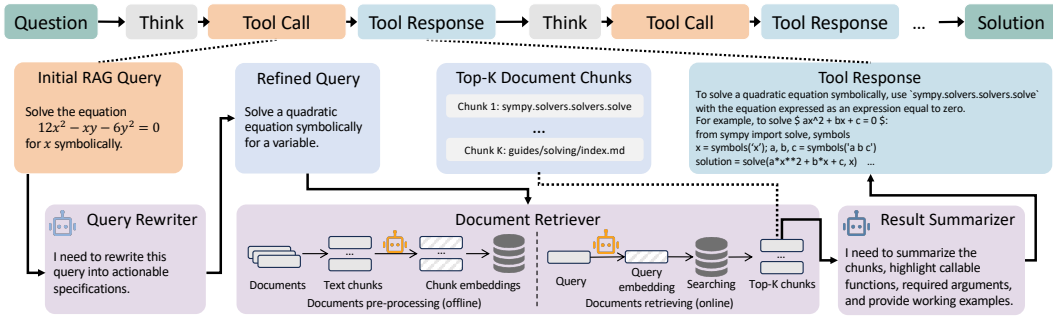 Question
Think
Tool Call
Tool Response
Think
Tool Call
Tool Response
...
Solution
Initial RAG Query
Solve the equation
12x² − xy − 6y² = 0
for x symbolically.
Refined Query
Solve a quadratic
equation symbolically
for a variable.
Top-K Document Chunks
Chunk 1: sympy.solvers.solvers.solve
...
Chunk K: guides/solving/index.md
Tool Response
To solve a quadratic equation symbolically, use `sympy.solvers.solvers.solve`
with the equation expressed as an expression equal to zero.
For example, to solve $ ax^2 + bx + c = 0 $:
from sympy import solve, symbols
x = symbols('x'); a, b, c = symbols('a b c')
solution = solve(a*x**2 + b*x + c, x) ...
Query Rewriter
I need to rewrite this
query into actionable
specifications.
Document Retriever
...
...
Documents
Text chunks
Chunk embeddings
Documents pre-processing (offline)
Query
Query
embedding
Searching
...
Top-K chunks
Documents retrieving (online)
Result Summarizer
I need to summarize the
chunks, highlight callable
functions, required arguments,
and provide working examples.